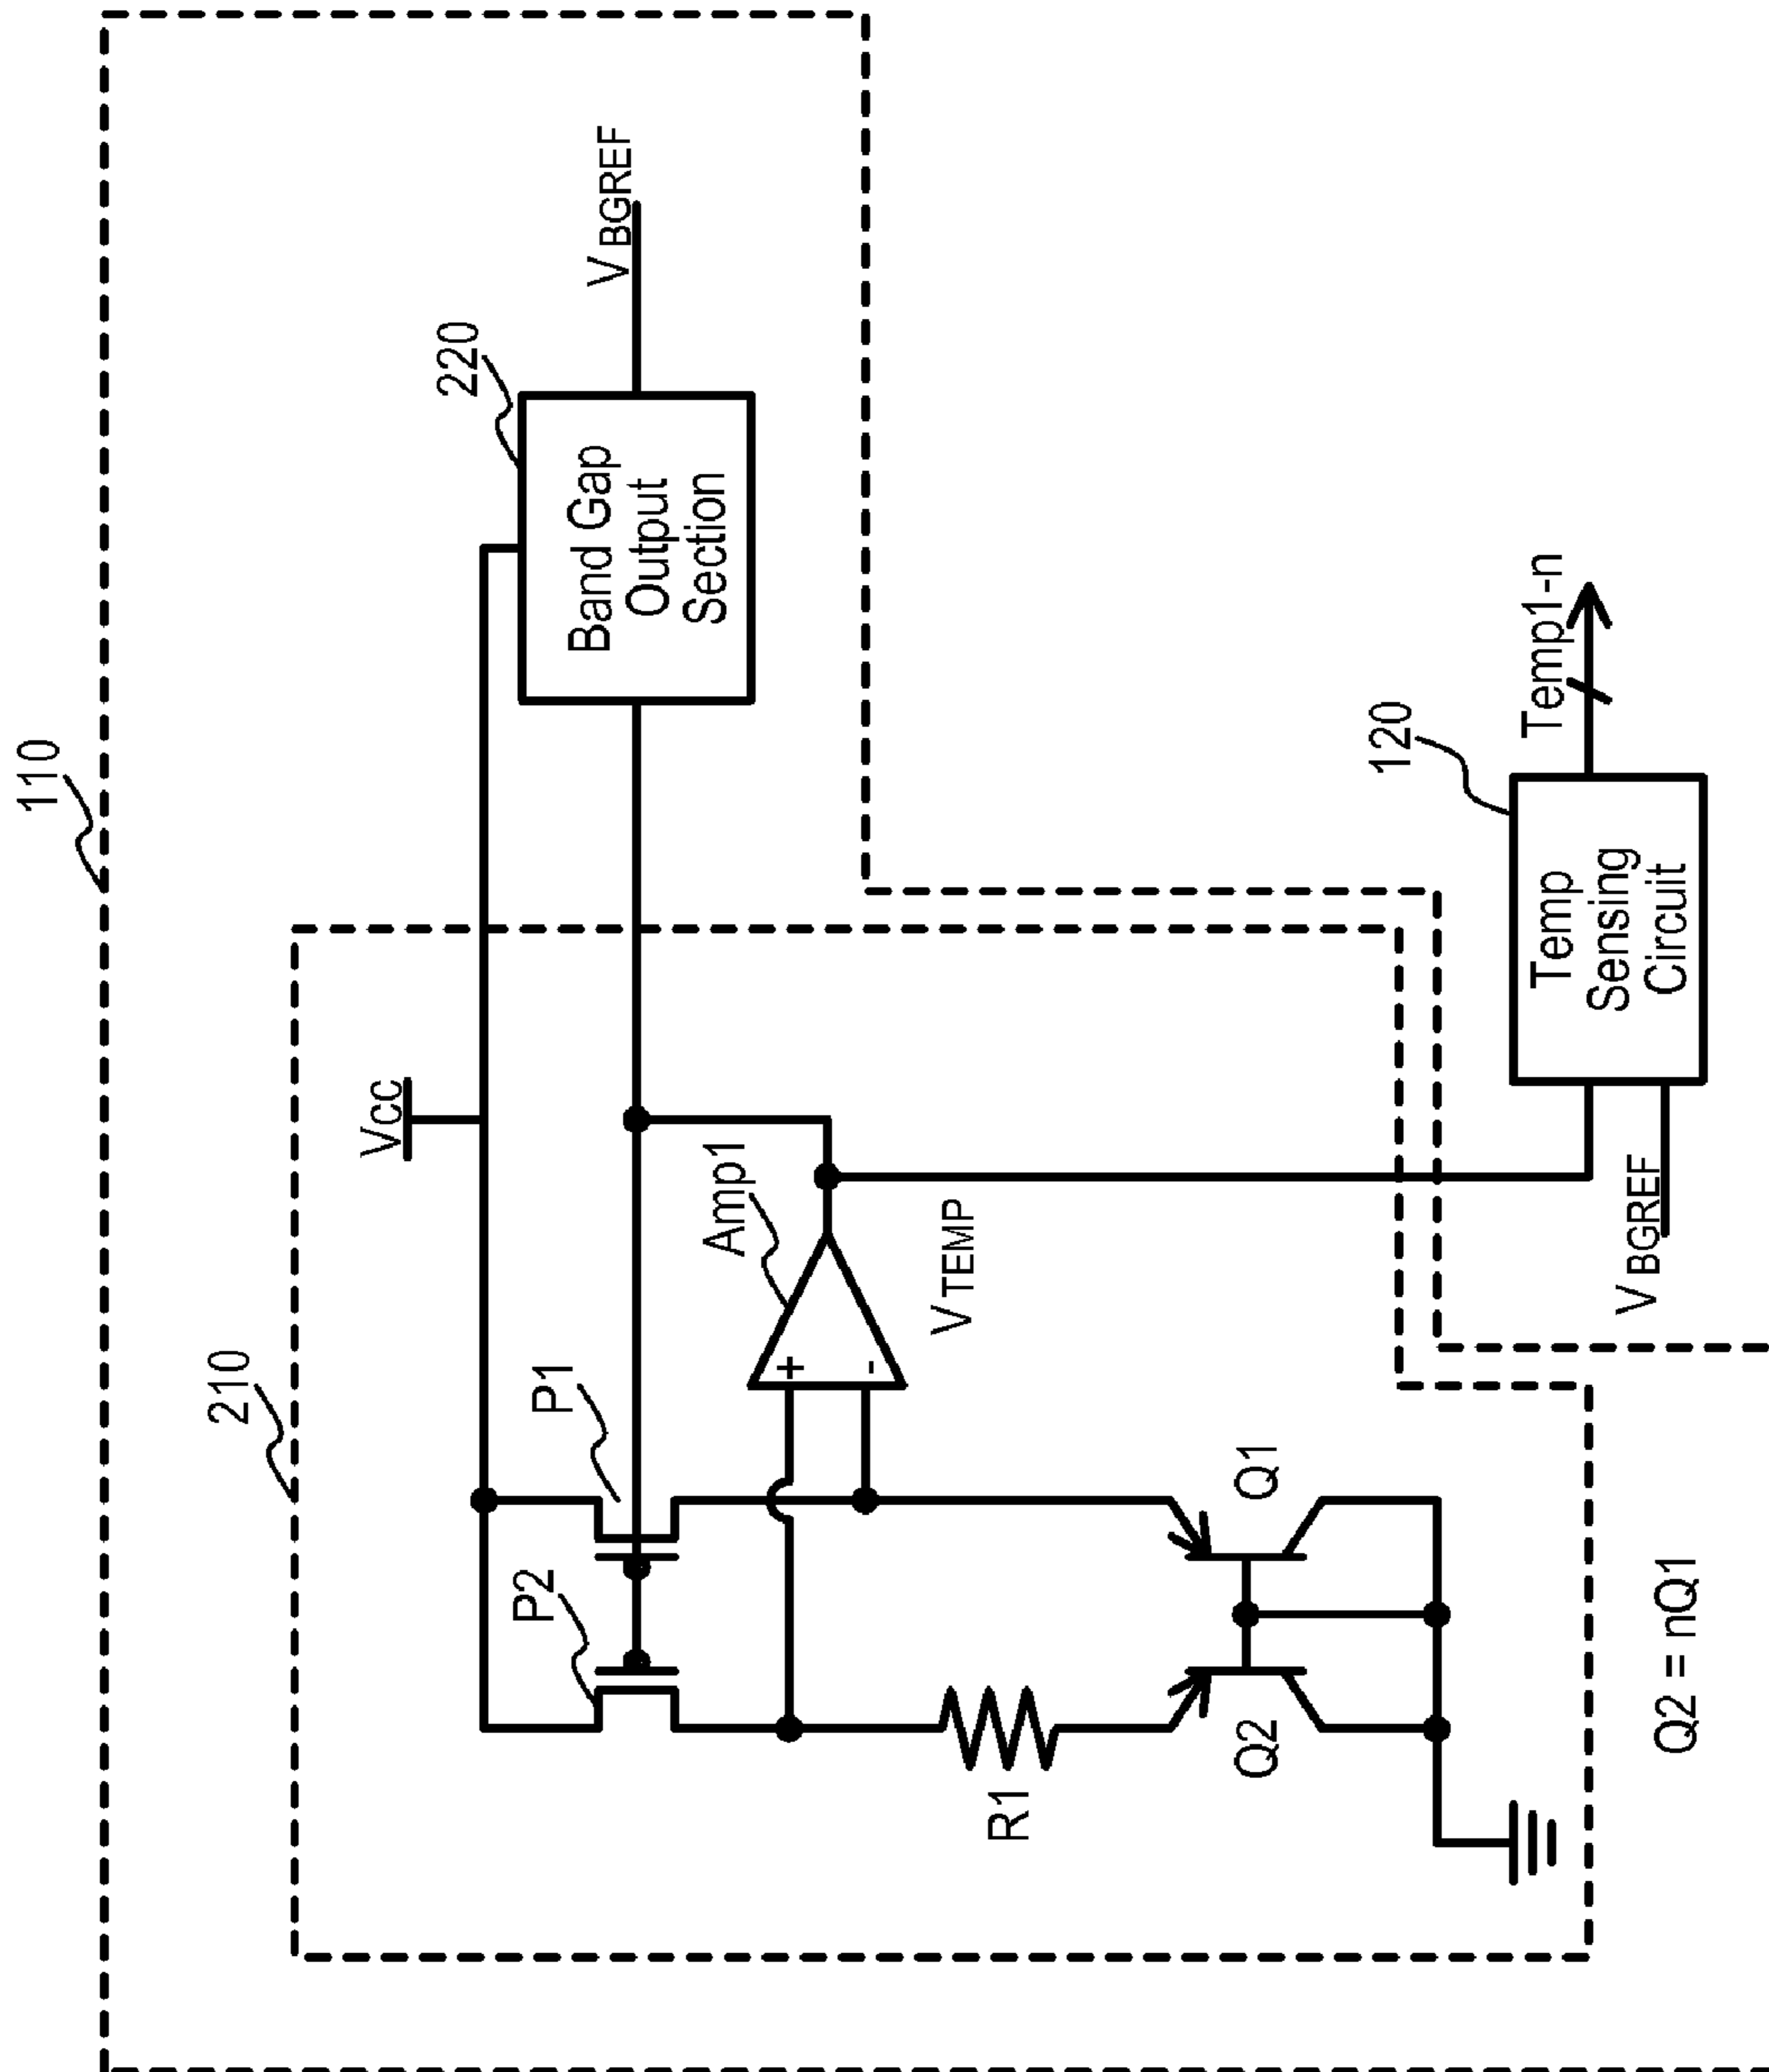 110
210
Vcc
220
Band Gap
Output
Section
VBGREF
P2
P1
Amp1
+
-
VTEMP
R1
Q2
Q1
120
Temp
Sensing
Circuit
Temp1-n
VBGREF
Q2 = nQ1